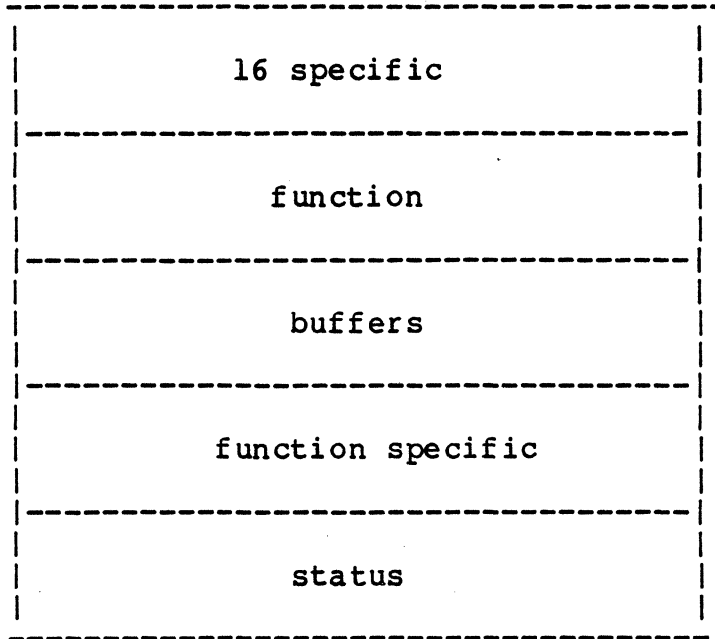 16 specific
function
buffers
function specific
status